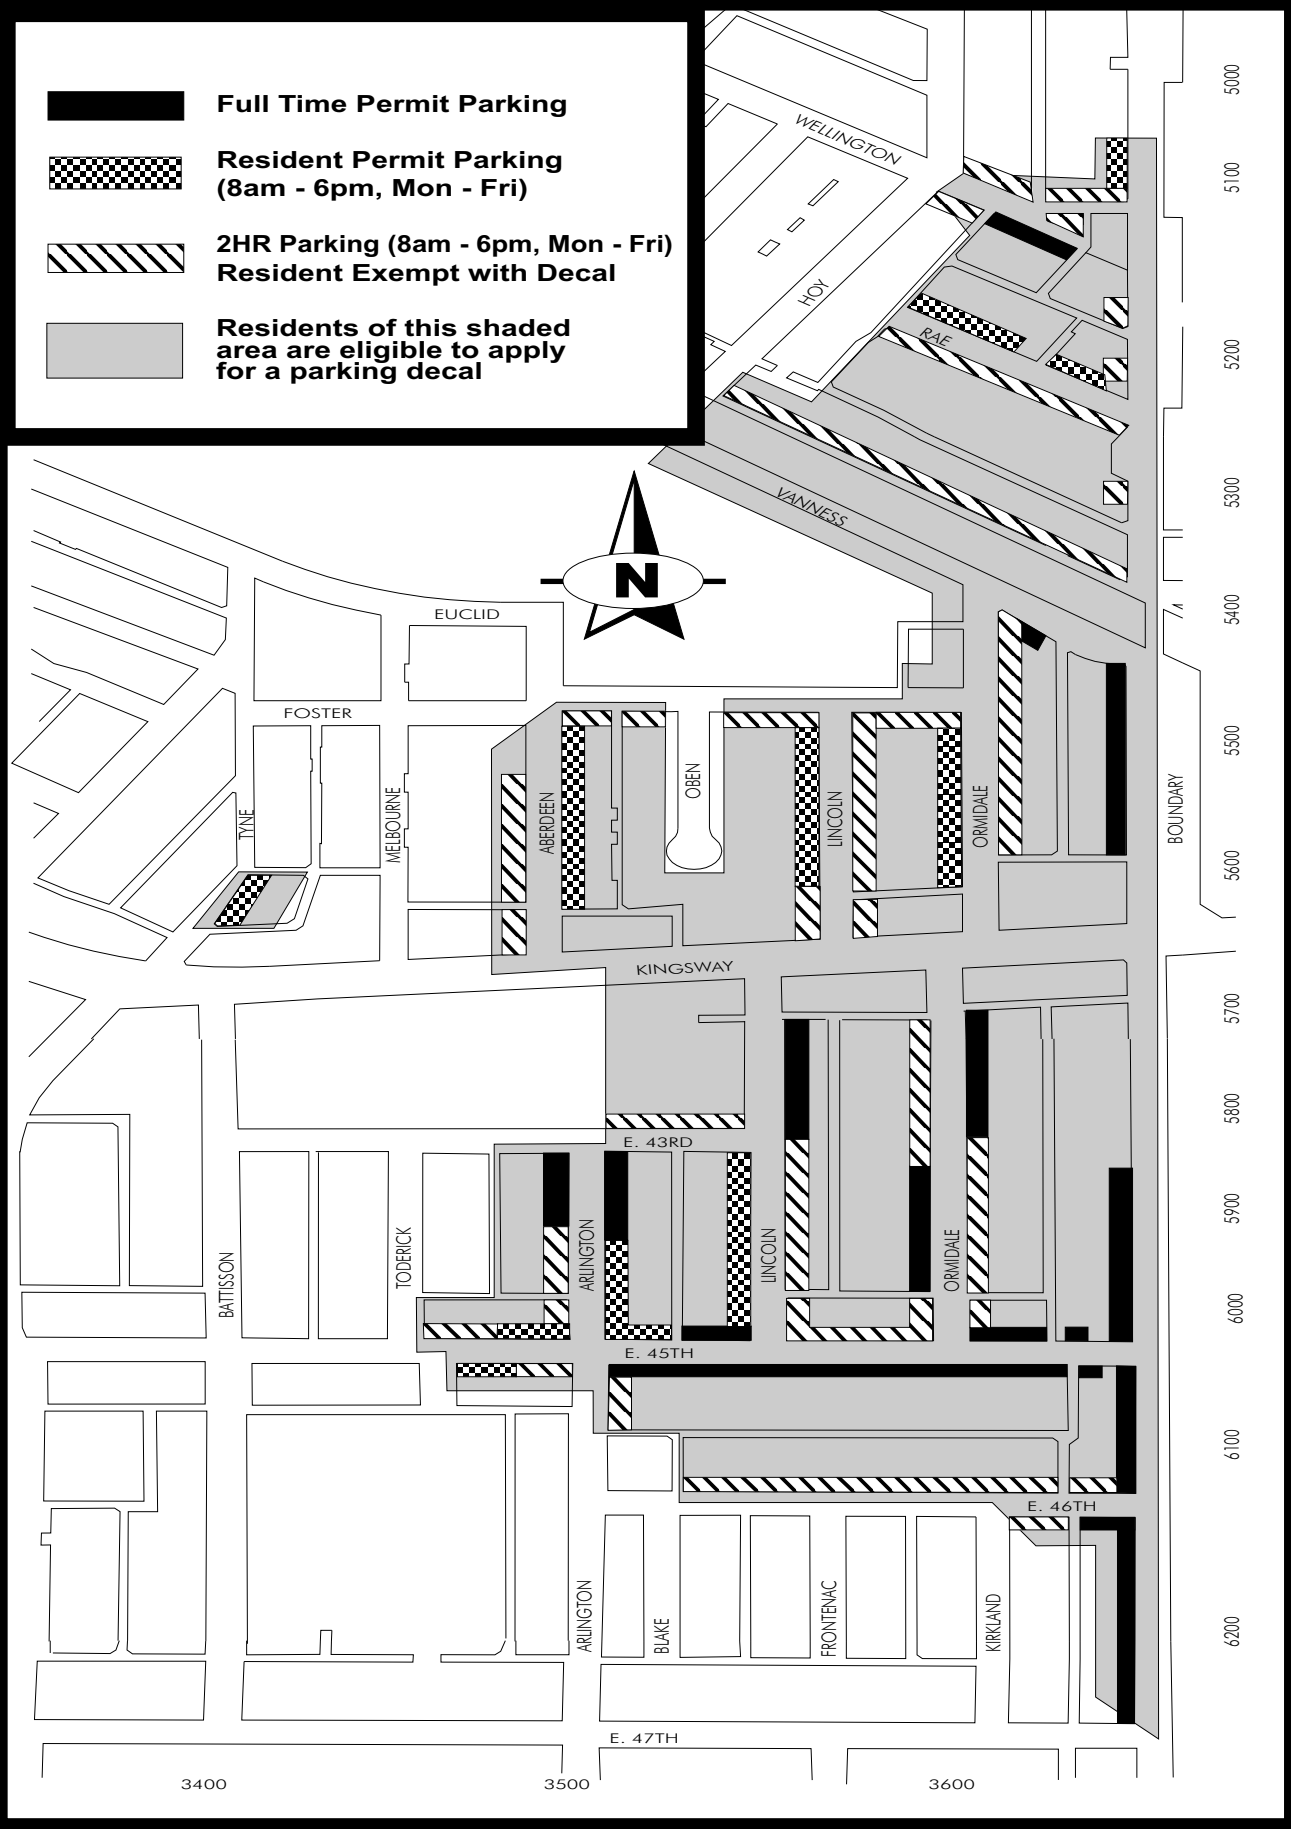 Full Time Permit Parking
Resident Permit Parking
(8am - 6pm, Mon - Fri)
2HR Parking (8am - 6pm, Mon - Fri)
Resident Exempt with Decal
Residents of this shaded
area are eligible to apply
for a parking decal
WELLINGTON
HOY
RAE
VANNESS
N
EUCLID
FOSTER
TYNE
MELBOURNE
ABERDEEN
OBEN
LINCOLN
ORMIDALE
BOUNDARY
KINGSWAY
E. 43RD
BATTISSON
TODERICK
ARLINGTON
LINCOLN
ORMIDALE
E. 45TH
E. 46TH
ARLINGTON
BLAKE
FRONTENAC
KIRKLAND
E. 47TH
5000
5100
5200
5300
5400
5500
5600
5700
5800
5900
6000
6100
6200
3400
3500
3600